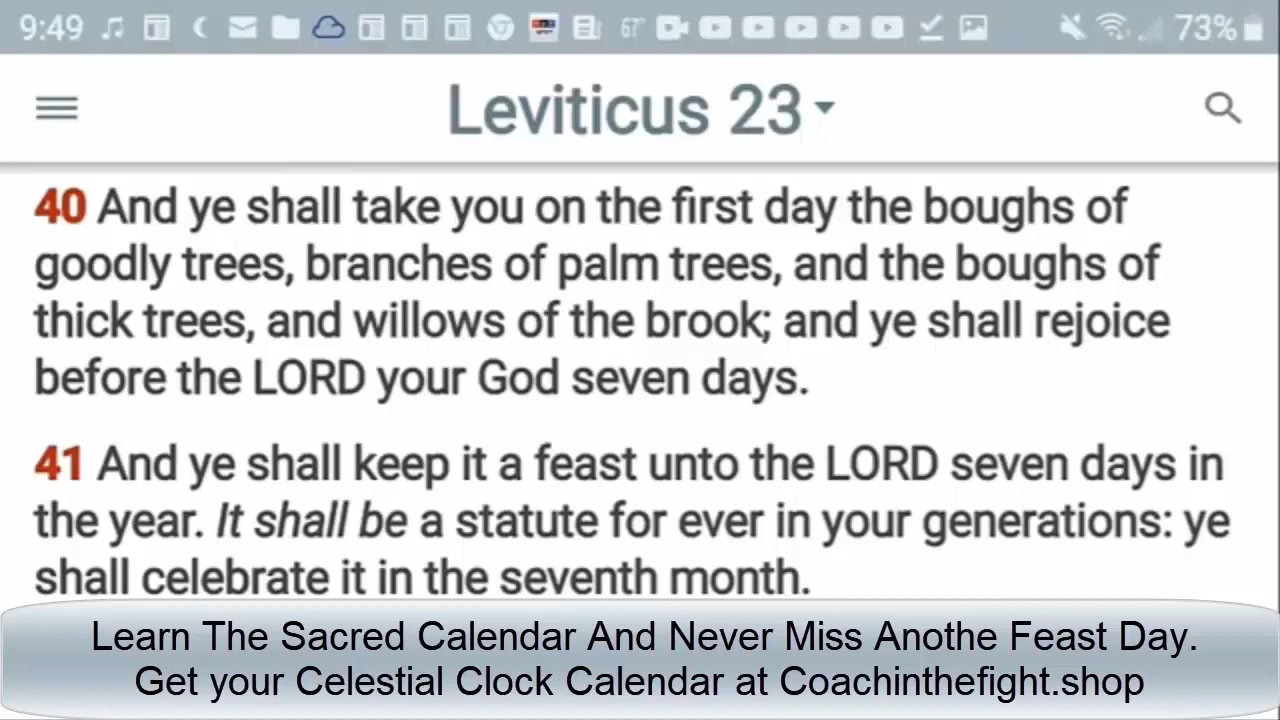 9:49
67°
73%
Leviticus 23
40 And ye shall take you on the first day the boughs of
goodly trees, branches of palm trees, and the boughs of
thick trees, and willows of the brook; and ye shall rejoice
before the LORD your God seven days.
41 And ye shall keep it a feast unto the LORD seven days in
the year. It shall be a statute for ever in your generations: ye
shall celebrate it in the seventh month.
Learn The Sacred Calendar And Never Miss Anothe Feast Day.
Get your Celestial Clock Calendar at Coachinthefight.shop